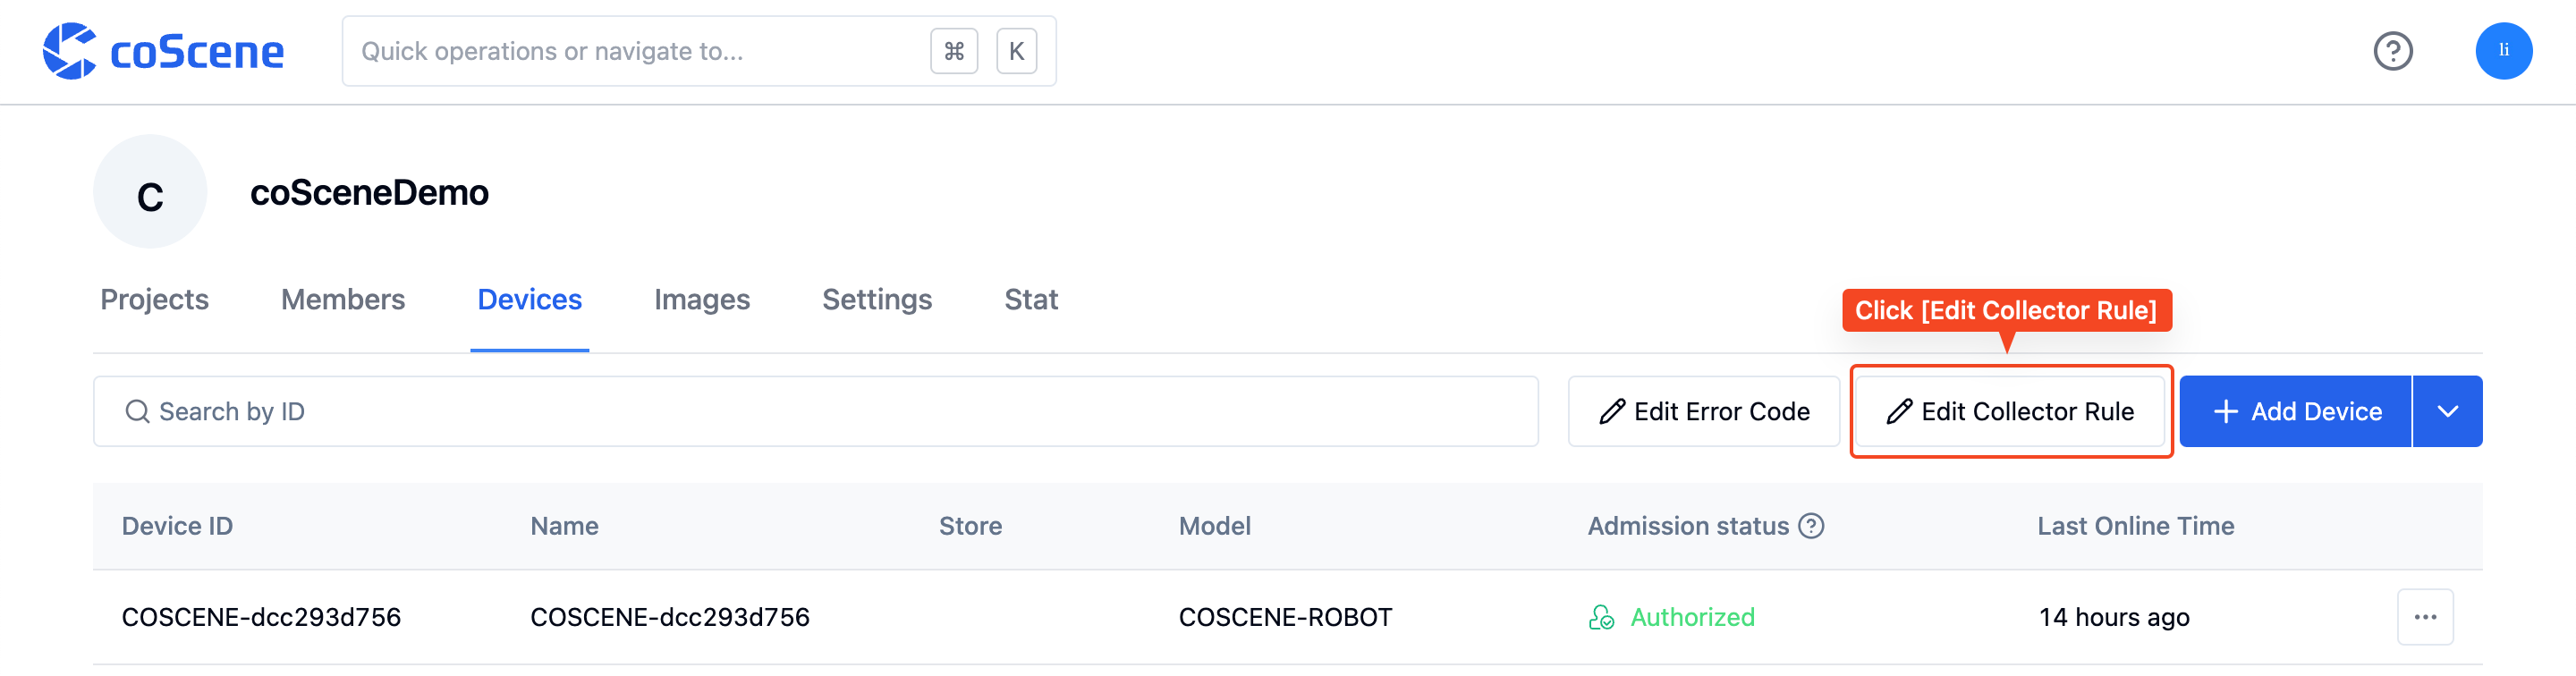 coScene
Quick operations or navigate to... ⌘ K
li
C
coSceneDemo
Projects Members Devices Images Settings Stat
Click [Edit Collector Rule]
Search by ID
Edit Error Code
Edit Collector Rule
+ Add Device
Device ID Name Store Model Admission status Last Online Time
COSCENE-dcc293d756 COSCENE-dcc293d756 COSCENE-ROBOT Authorized 14 hours ago